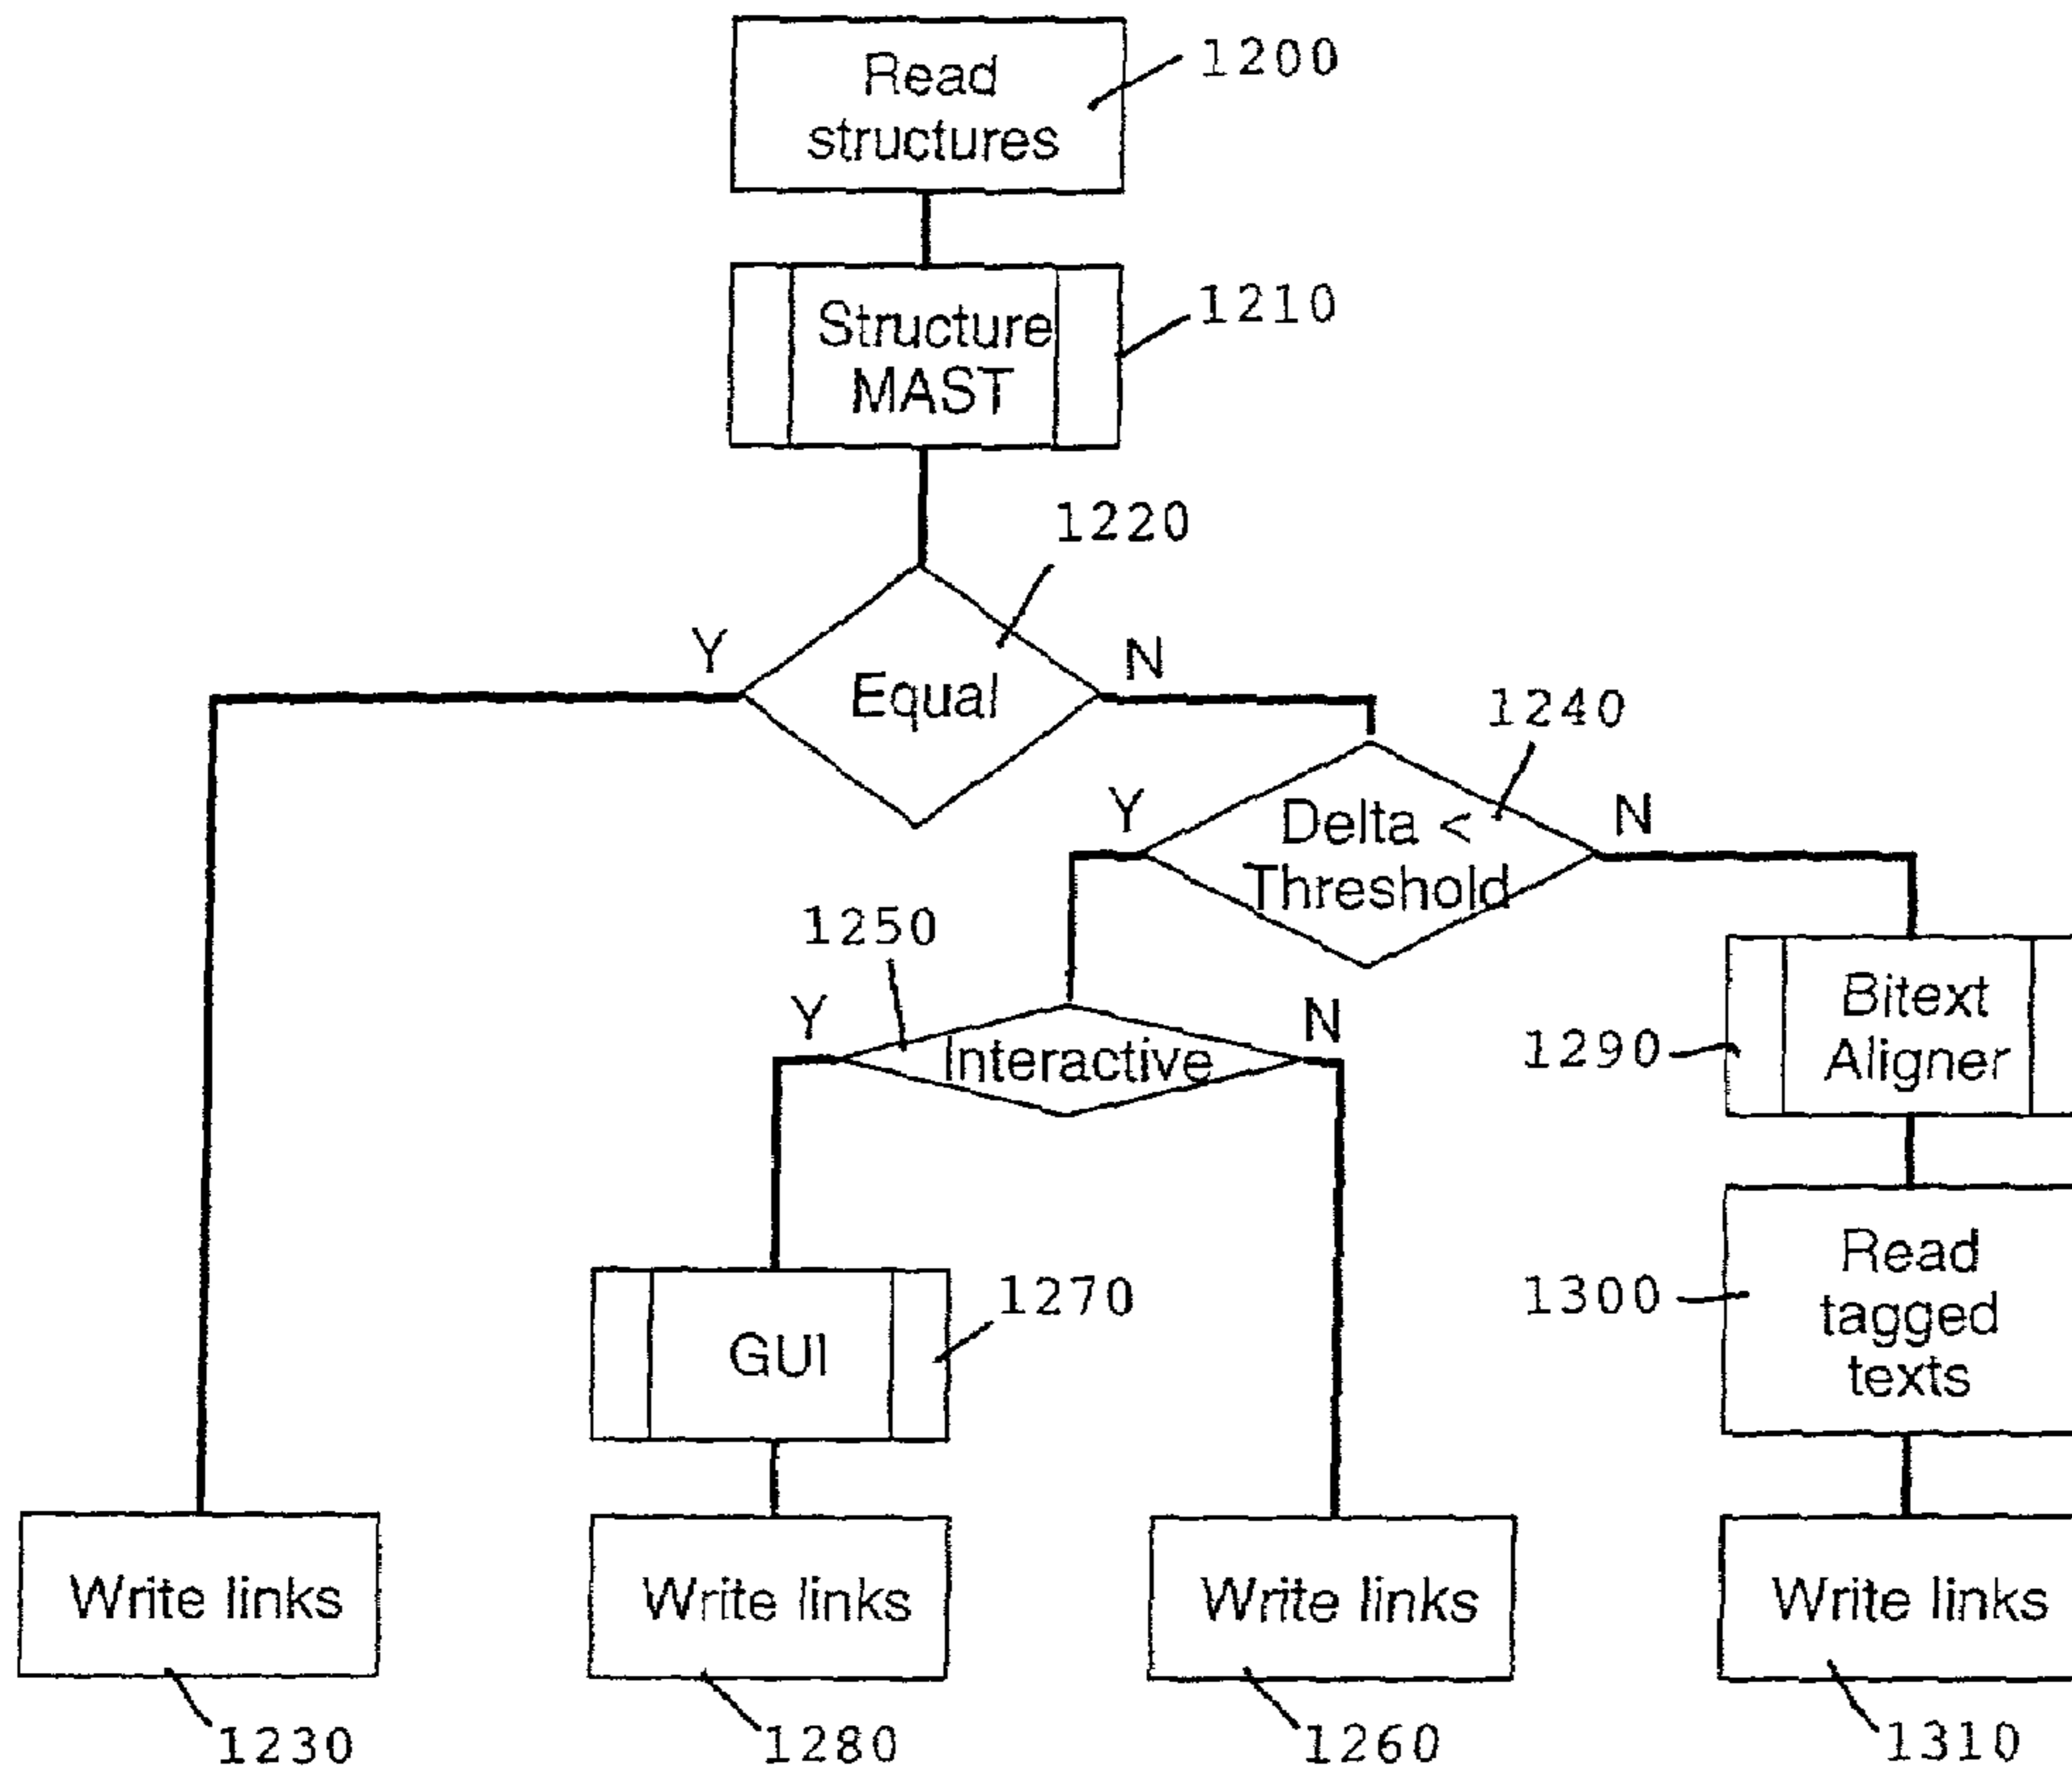 Read
structures
1200
Structure
MAST
1210
1220
Y
Equal
N
1240
Y
Delta <
Threshold
N
1250
Y
Interactive
N
Bitext
Aligner
1290
GUI
1270
Read
tagged
texts
1300
Write links
Write links
Write links
Write links
1230
1280
1260
1310